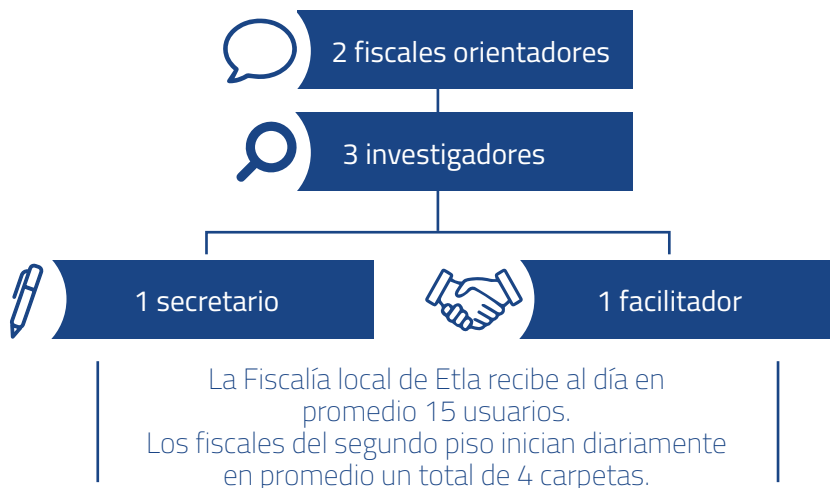 2 fiscales orientadores
3 investigadores
1 secretario
1 facilitador
La Fiscalía local de Etla recibe al día en
promedio 15 usuarios.
Los fiscales del segundo piso inician diariamente
en promedio un total de 4 carpetas.